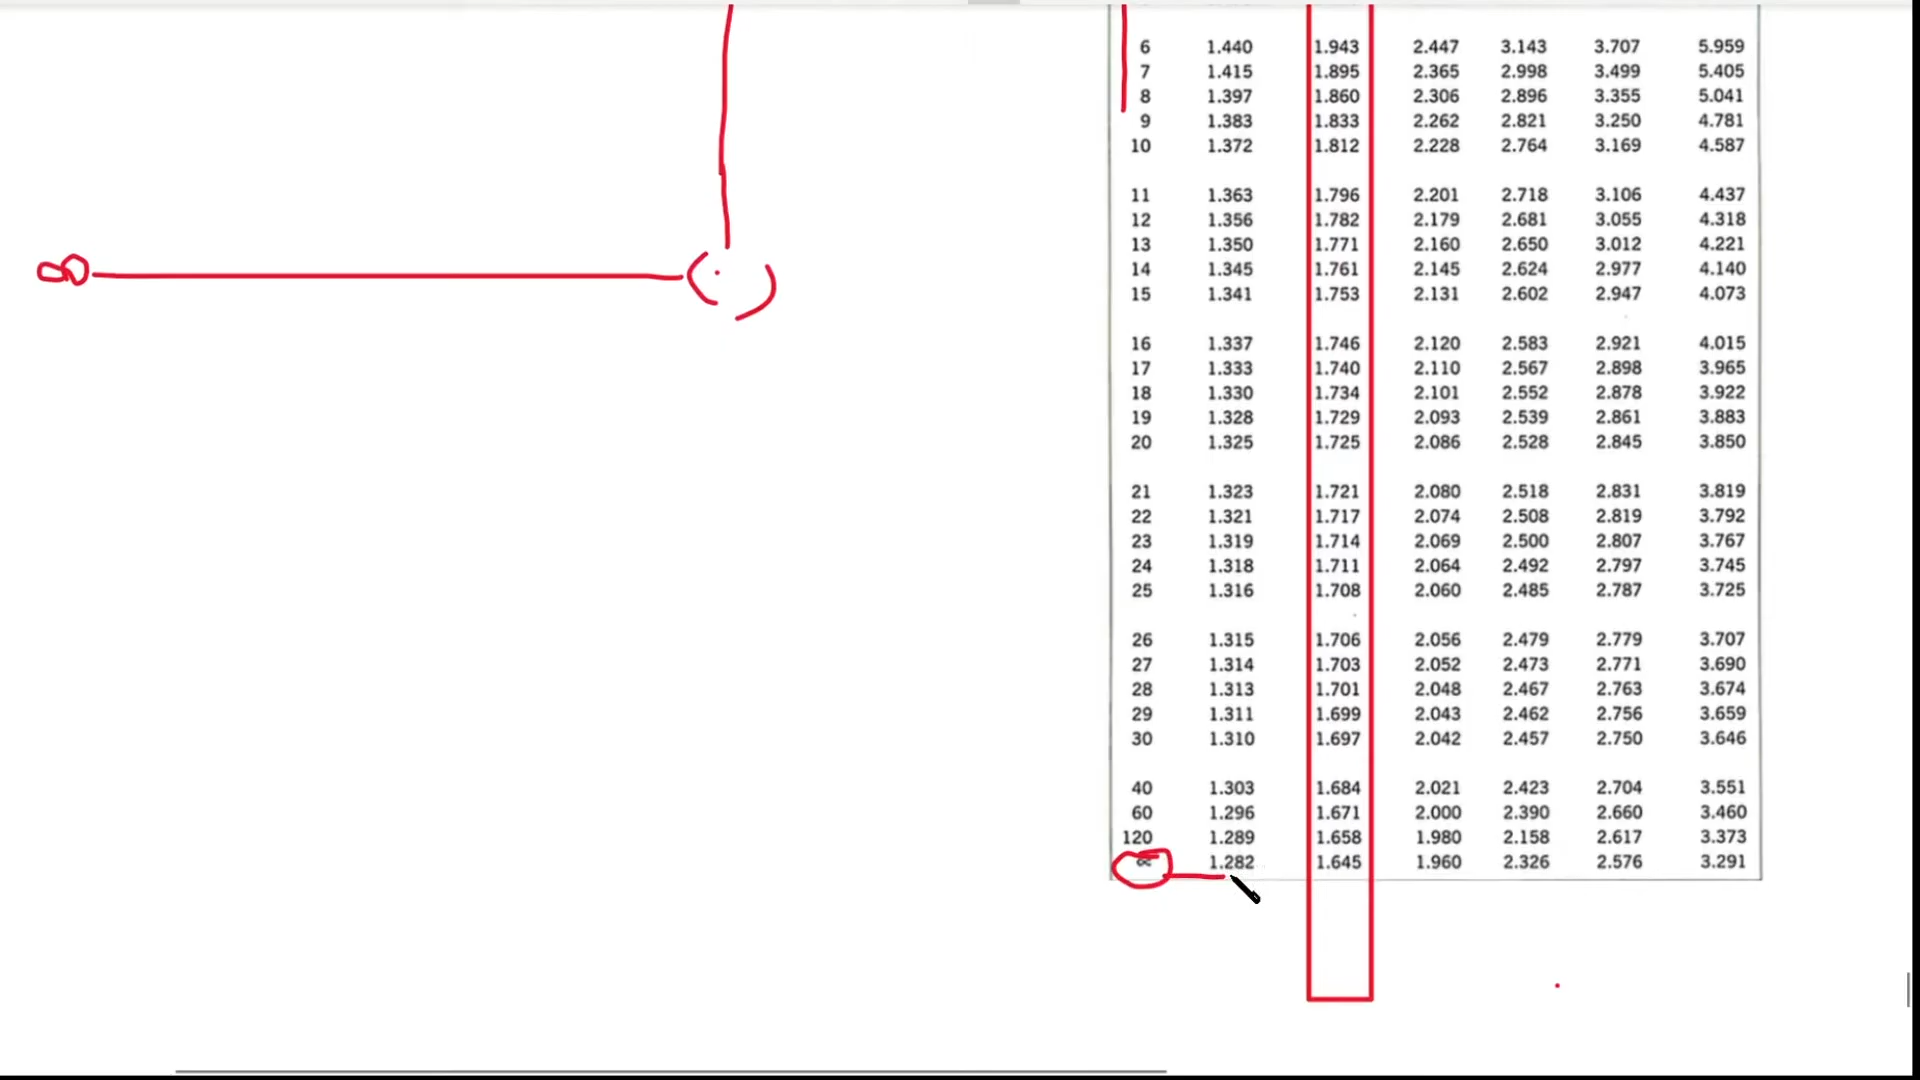 ∞
( )
6 1.440 1.943 2.447 3.143 3.707 5.959
7 1.415 1.895 2.365 2.998 3.499 5.405
8 1.397 1.860 2.306 2.896 3.355 5.041
9 1.383 1.833 2.262 2.821 3.250 4.781
10 1.372 1.812 2.228 2.764 3.169 4.587
11 1.363 1.796 2.201 2.718 3.106 4.437
12 1.356 1.782 2.179 2.681 3.055 4.318
13 1.350 1.771 2.160 2.650 3.012 4.221
14 1.345 1.761 2.145 2.624 2.977 4.140
15 1.341 1.753 2.131 2.602 2.947 4.073
16 1.337 1.746 2.120 2.583 2.921 4.015
17 1.333 1.740 2.110 2.567 2.898 3.965
18 1.330 1.734 2.101 2.552 2.878 3.922
19 1.328 1.729 2.093 2.539 2.861 3.883
20 1.325 1.725 2.086 2.528 2.845 3.850
21 1.323 1.721 2.080 2.518 2.831 3.819
22 1.321 1.717 2.074 2.508 2.819 3.792
23 1.319 1.714 2.069 2.500 2.807 3.767
24 1.318 1.711 2.064 2.492 2.797 3.745
25 1.316 1.708 2.060 2.485 2.787 3.725
26 1.315 1.706 2.056 2.479 2.779 3.707
27 1.314 1.703 2.052 2.473 2.771 3.690
28 1.313 1.701 2.048 2.467 2.763 3.674
29 1.311 1.699 2.043 2.462 2.756 3.659
30 1.310 1.697 2.042 2.457 2.750 3.646
40 1.303 1.684 2.021 2.423 2.704 3.551
60 1.296 1.671 2.000 2.390 2.660 3.460
120 1.289 1.658 1.980 2.158 2.617 3.373
∝ 1.282 1.645 1.960 2.326 2.576 3.291